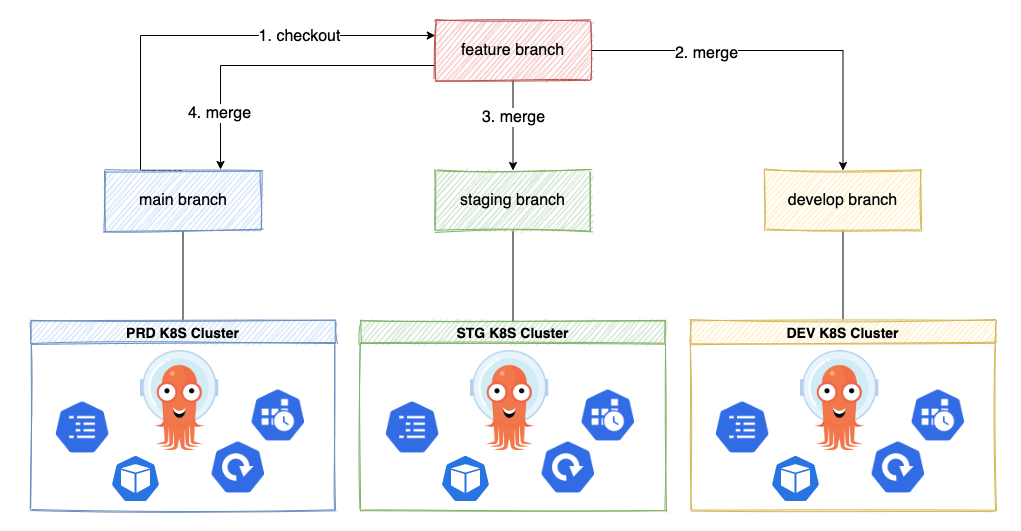 1. checkout
feature branch
2. merge
4. merge
3. merge
main branch
staging branch
develop branch
PRD K8S Cluster
STG K8S Cluster
DEV K8S Cluster